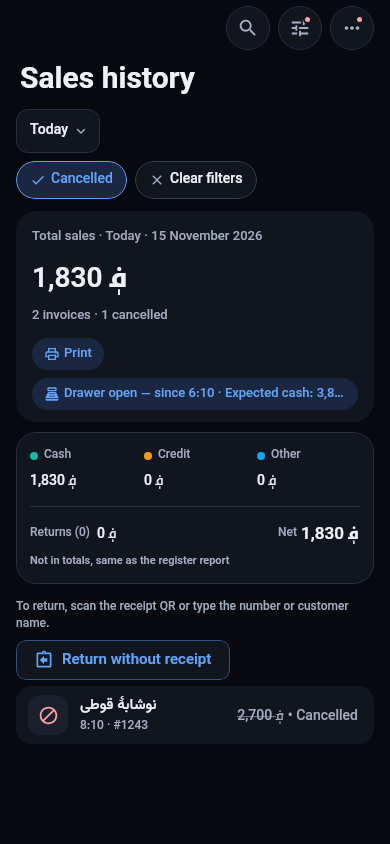 Sales history
Today
Cancelled
Clear filters
Total sales · Today · 15 November 2026
1,830 ؋
2 invoices · 1 cancelled
Print
Drawer open — since 6:10 · Expected cash: 3,8…
Cash
Credit
Other
1,830 ؋
0 ؋
0 ؋
Returns (0) 0 ؋
Net 1,830 ؋
Not in totals, same as the register report
To return, scan the receipt QR or type the number or customer
name.
Return without receipt
نوشابهٔ قوطی
2,700 ؋ • Cancelled
8:10 · #1243